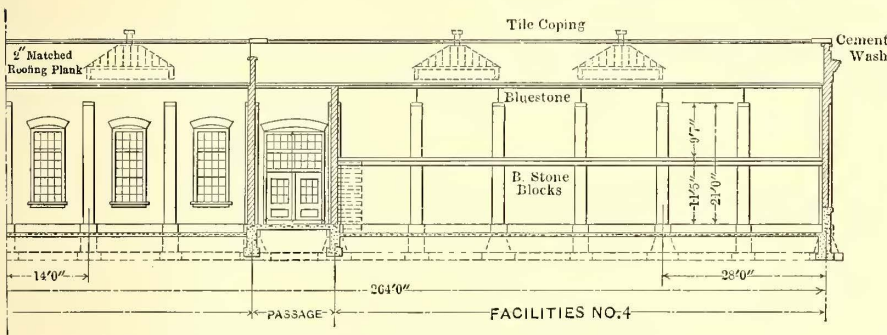 Tile Coping
Cement
Wash
2" Matched
Roofing Plank
Bluestone
9'7"
B. Stone
Blocks
11'5"
21'0"
14'0"
28'0"
264'0"
PASSAGE
FACILITIES NO.4